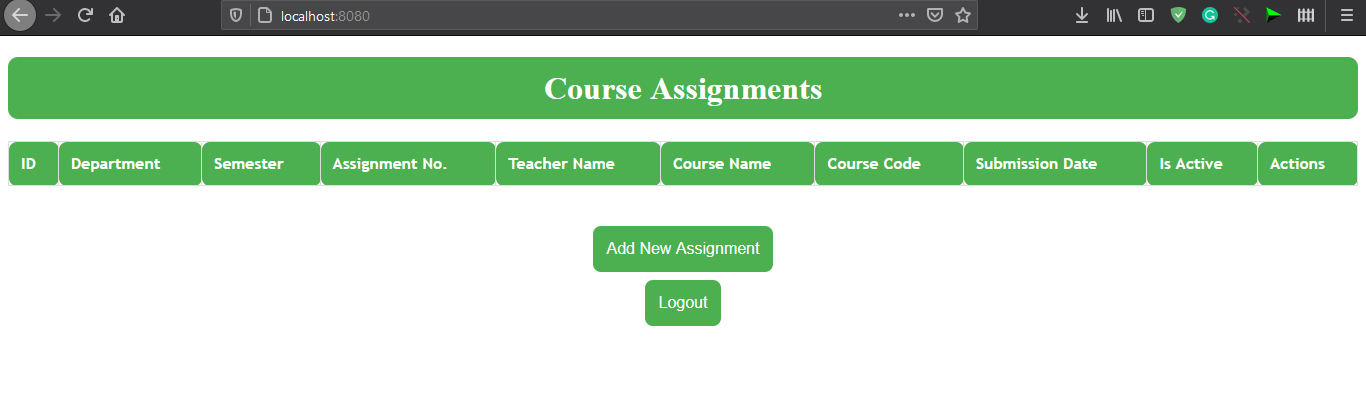 localhost:8080
Course Assignments
ID Department Semester Assignment No. Teacher Name Course Name Course Code Submission Date Is Active Actions
Add New Assignment
Logout